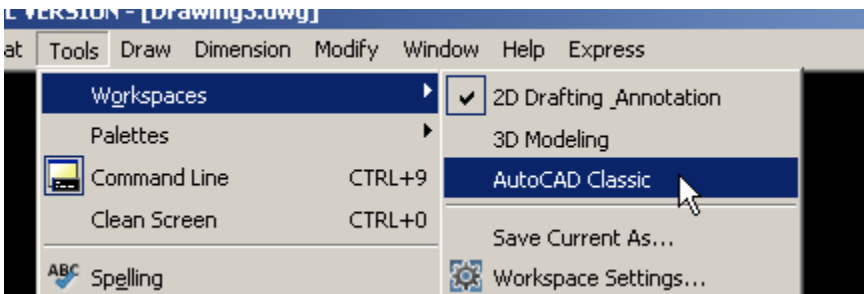 L VERSION - [Drawing3.dwg]
at Tools Draw Dimension Modify Window Help Express
Workspaces
2D Drafting _Annotation
Palettes
3D Modeling
Command Line CTRL+9
AutoCAD Classic
Clean Screen CTRL+0
Save Current As...
ABC Spelling
Workspace Settings...